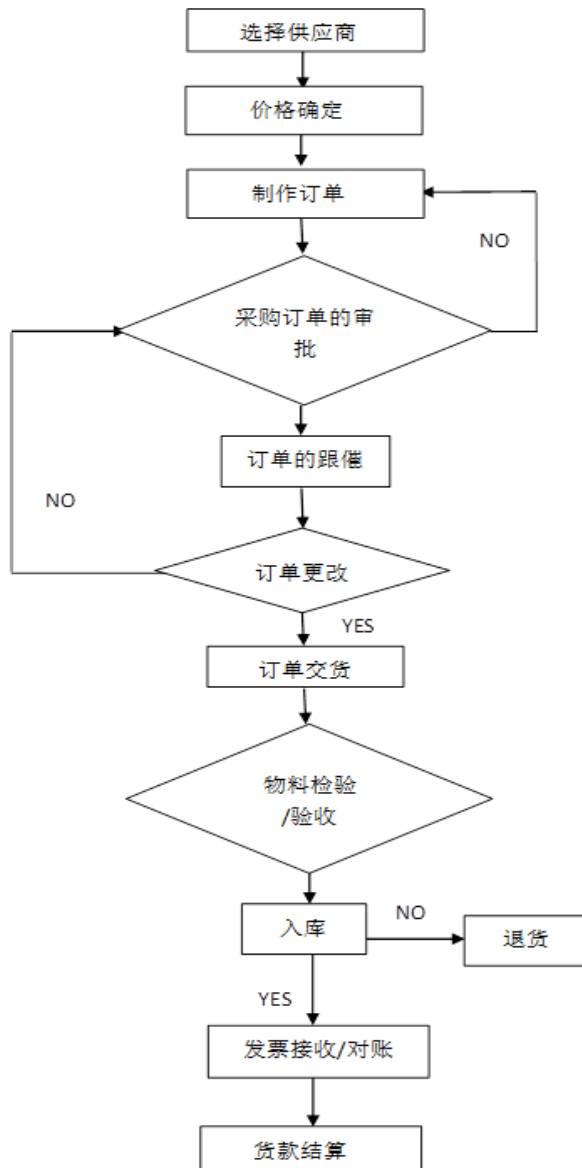 选择供应商
价格确定
制作订单
NO
采购订单的审
批
订单的跟催
NO
订单更改
YES
订单交货
物料检验
/验收
入库
NO
退货
YES
发票接收/对账
货款结算